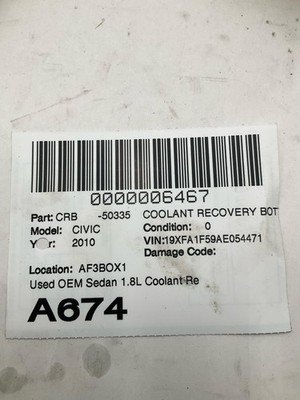 0000006467
Part: CRB -50335 COOLANT RECOVERY BOT
Model: CIVIC Condition: 0
Year: 2010 VIN:19XFA1F59AE054471
Damage Code:
Location: AF3BOX1
Used OEM Sedan 1.8L Coolant Re
A674